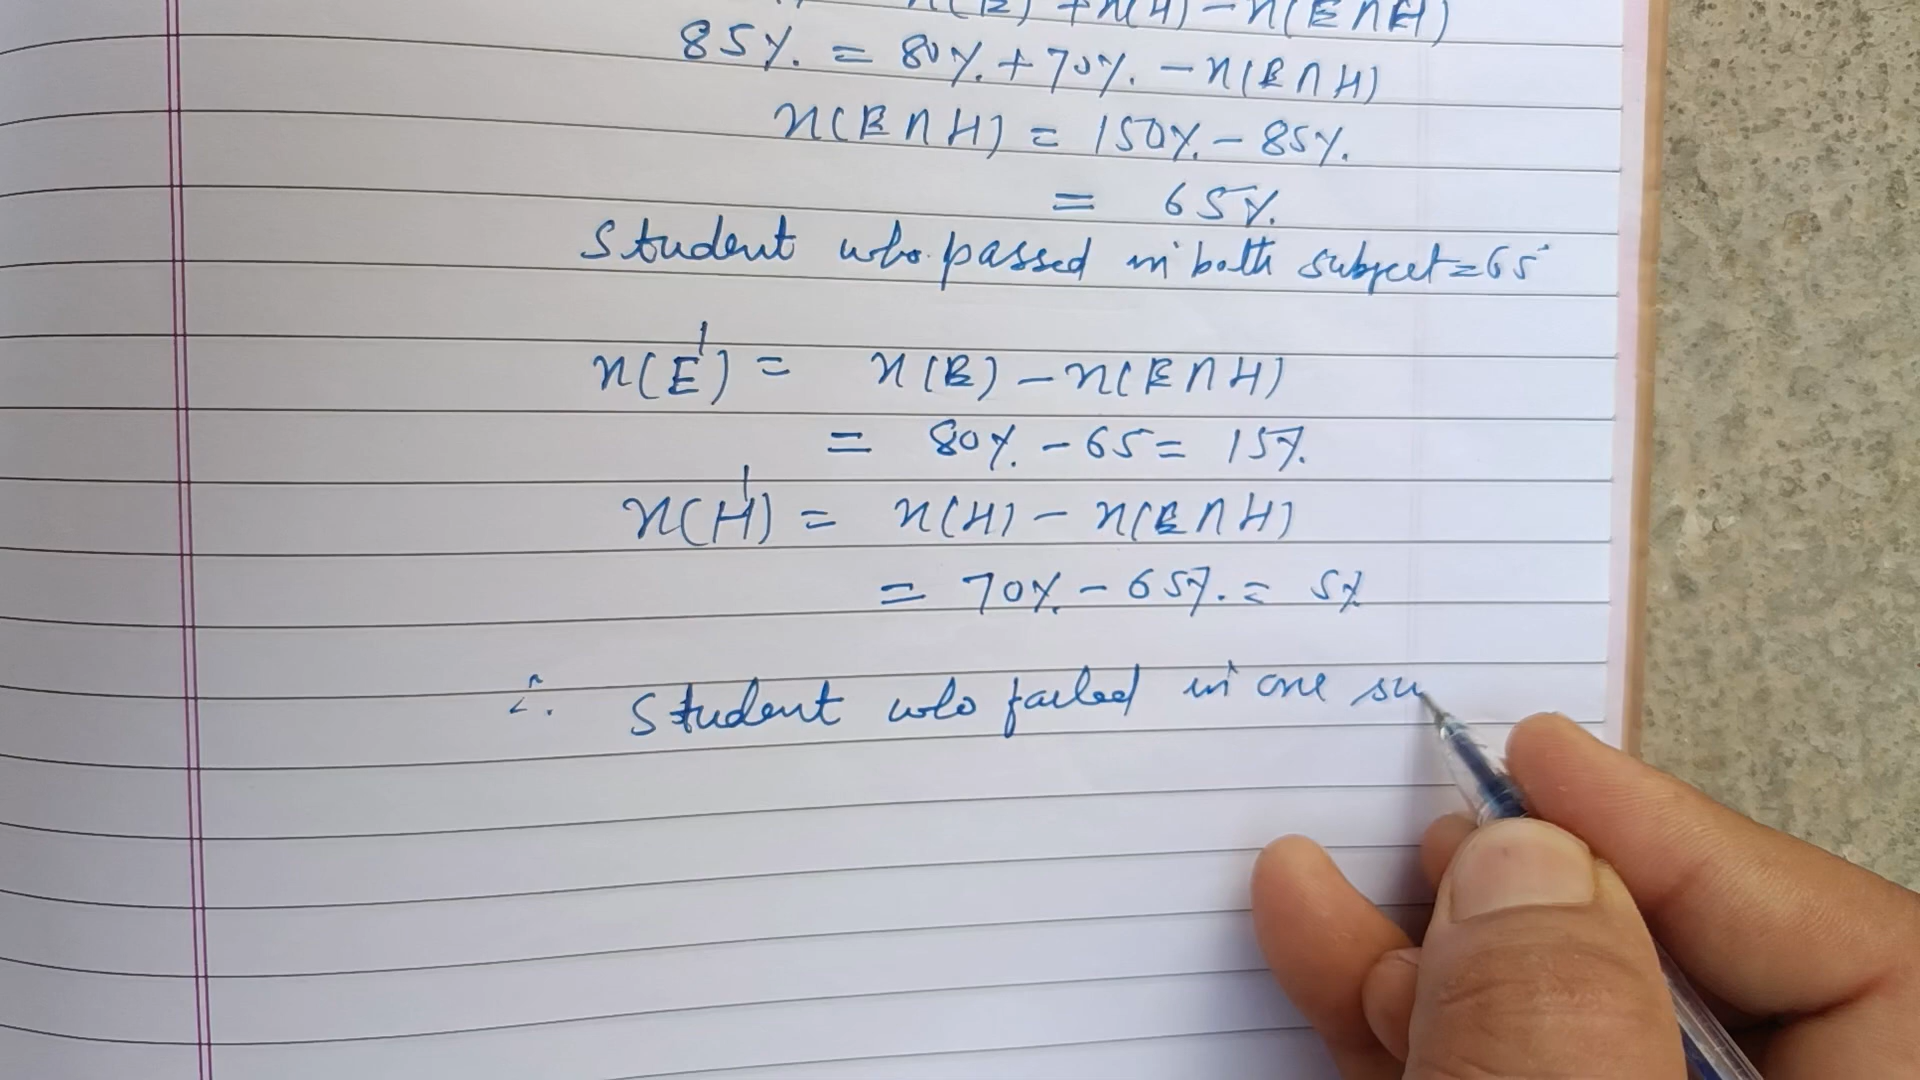 n(E) + n(H) - n(E∩H)
85% = 80% + 70% - n(E∩H)
n(E∩H) = 150% - 85%
= 65%
Student who passed in both subject = 65
n(E') = n(E) - n(E∩H)
= 80% - 65 = 15%
n(H') = n(H) - n(E∩H)
= 70% - 65% = 5%
∴ Student who failed in one su